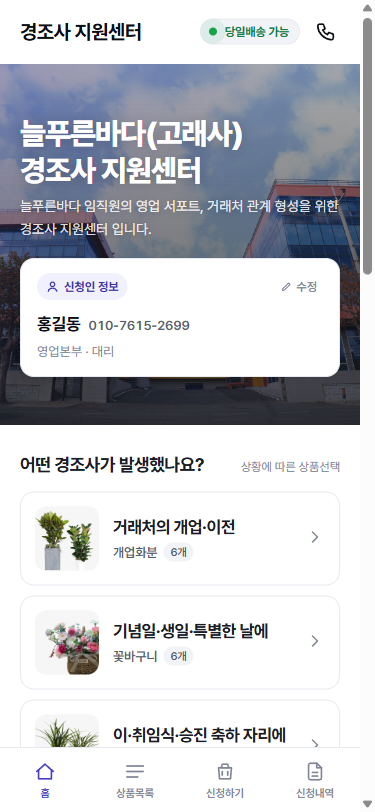 경조사 지원센터
당일배송 가능
늘푸른바다(고래사)
경조사 지원센터
늘푸른바다 임직원의 영업 서포트, 거래처 관계 형성을 위한
경조사 지원센터 입니다.
신청인 정보
수정
홍길동 010-7615-2699
영업본부 · 대리
어떤 경조사가 발생했나요?
상황에 따른 상품선택
거래처의 개업·이전
개업화분 6개
기념일·생일·특별한 날에
꽃바구니 6개
이·취임식·승진 축하 자리에
홈
상품목록
신청하기
신청내역